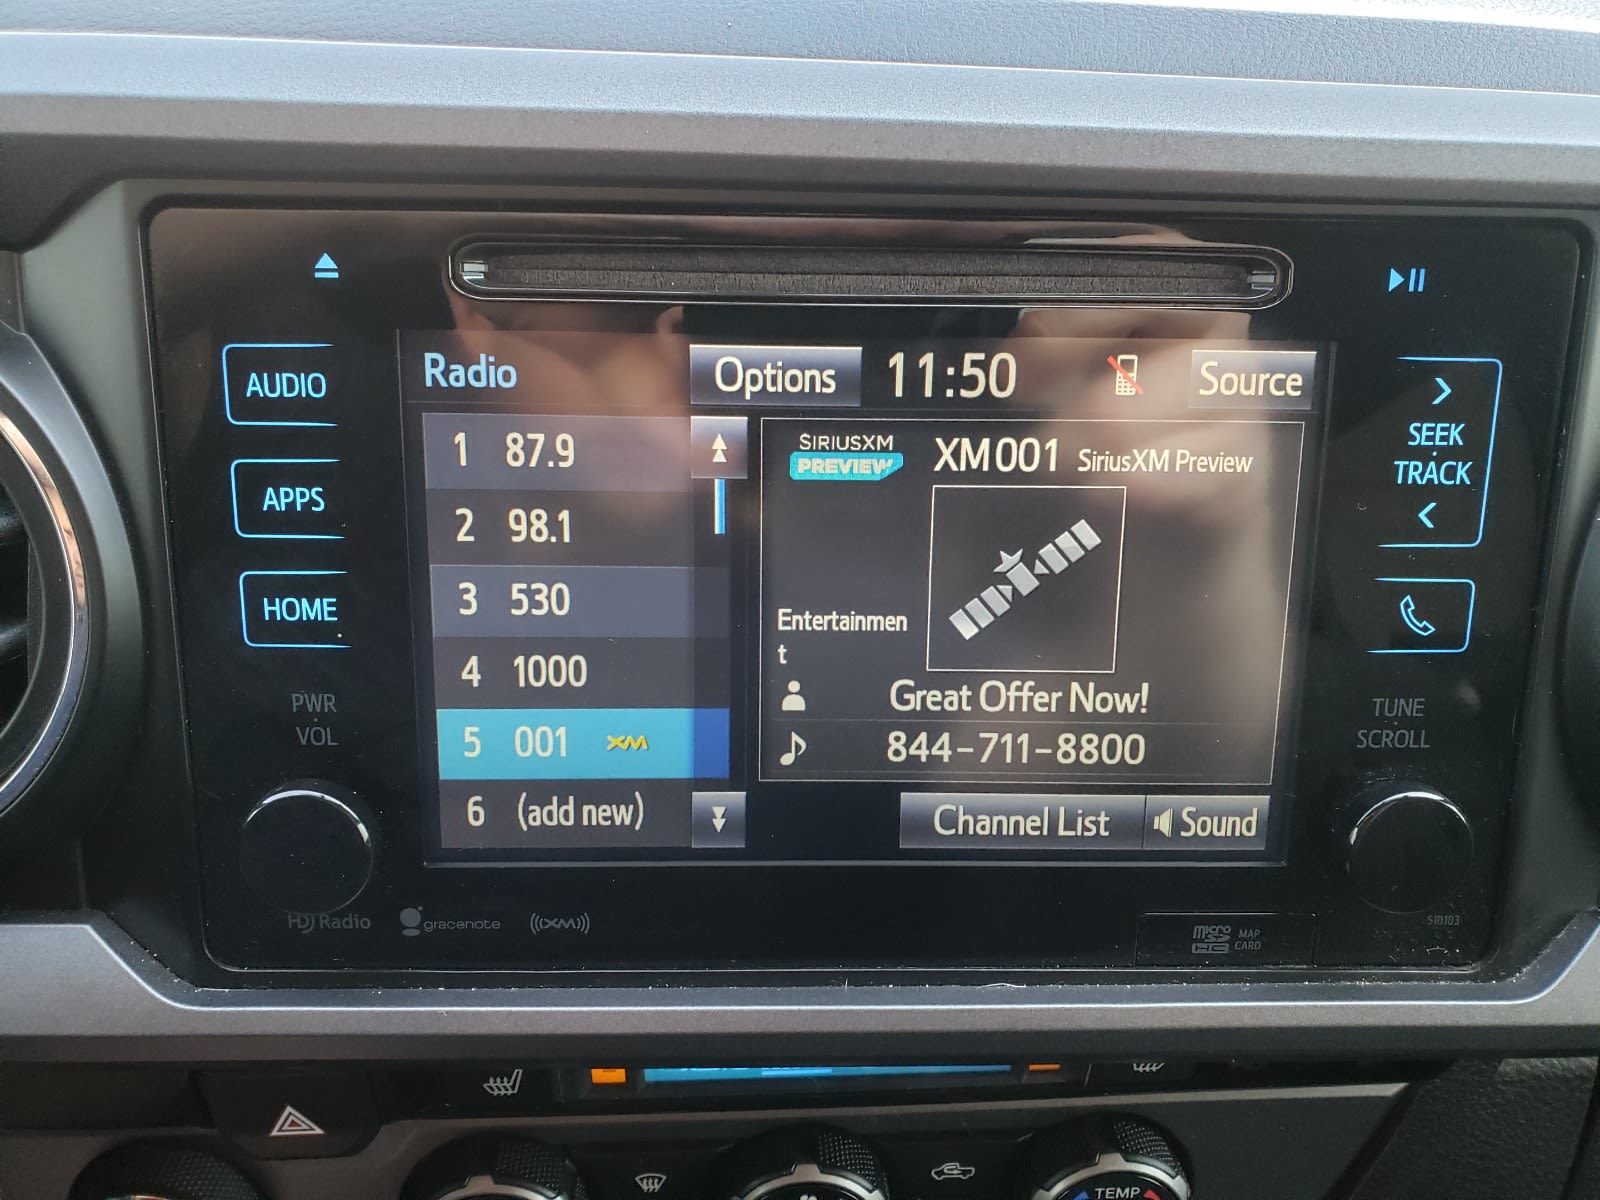 AUDIO
APPS
HOME
PWR
VOL
Radio
Options
11:50
Source
1 87.9
2 98.1
3 530
4 1000
5 001 XM
6 (add new)
SIRIUSXM
PREVIEW
XM001 SiriusXM Preview
Entertainmen
t
Great Offer Now!
844-711-8800
Channel List
Sound
SEEK
TRACK
TUNE
SCROLL
HD Radio
gracenote
((XM))
micro
SD
HC
MAP
CARD
510103
TEMP